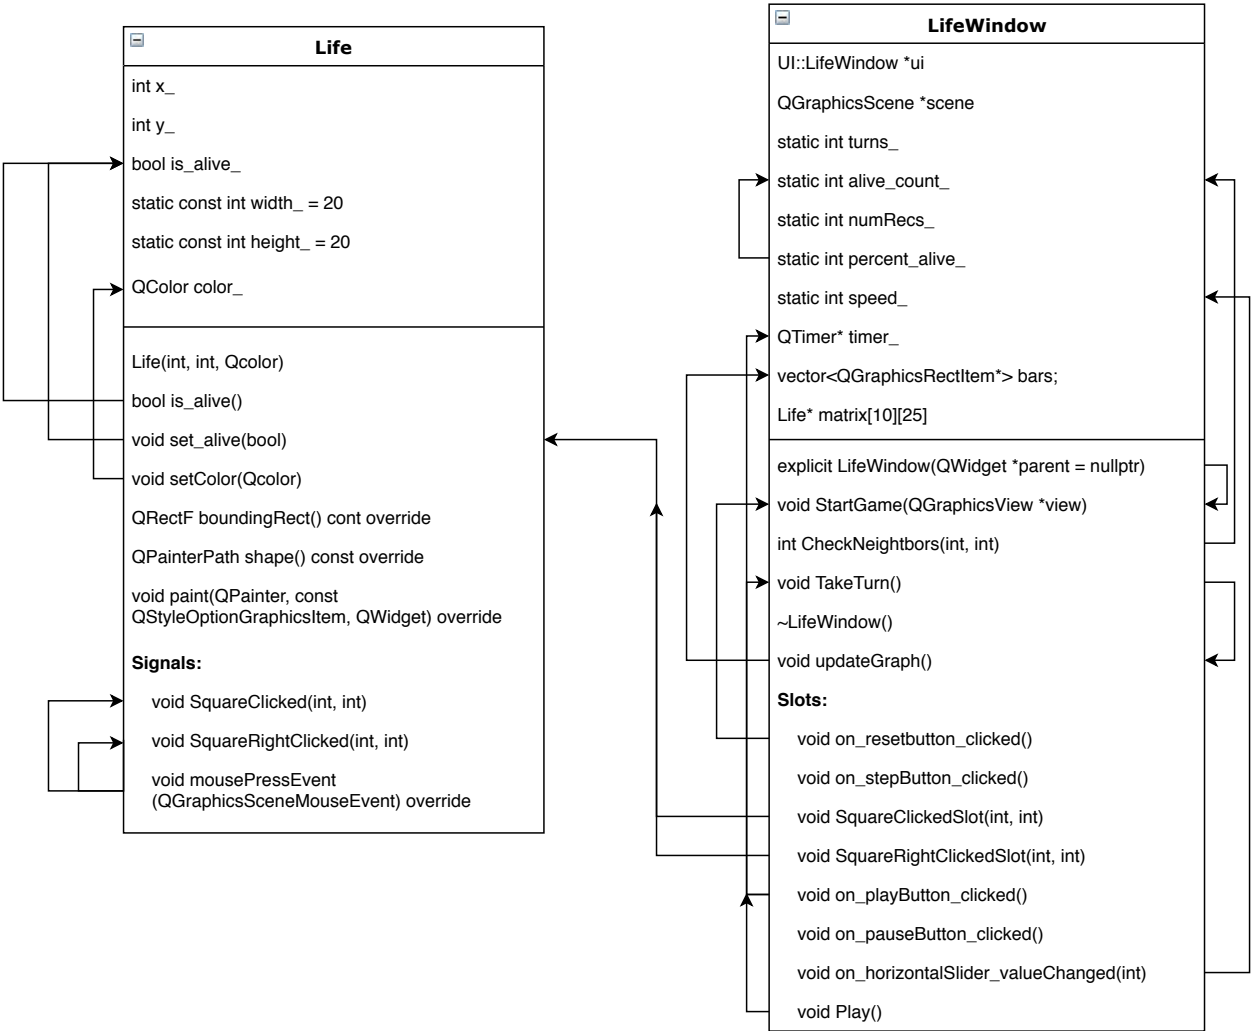 Life
int x_
int y_
bool is_alive_
static const int width_ = 20
static const int height_ = 20
QColor color_
Life(int, int, Qcolor)
bool is_alive()
void set_alive(bool)
void setColor(Qcolor)
QRectF boundingRect() cont override
QPainterPath shape() const override
void paint(QPainter, const
QStyleOptionGraphicsItem, QWidget) override
Signals:
void SquareClicked(int, int)
void SquareRightClicked(int, int)
void mousePressEvent
(QGraphicsSceneMouseEvent) override
LifeWindow
UI::LifeWindow *ui
QGraphicsScene *scene
static int turns_
static int alive_count_
static int numRecs_
static int percent_alive_
static int speed_
QTimer* timer_
vector<QGraphicsRectItem*> bars;
Life* matrix[10][25]
explicit LifeWindow(QWidget *parent = nullptr)
void StartGame(QGraphicsView *view)
int CheckNeightbors(int, int)
void TakeTurn()
~LifeWindow()
void updateGraph()
Slots:
void on_resetbutton_clicked()
void on_stepButton_clicked()
void SquareClickedSlot(int, int)
void SquareRightClickedSlot(int, int)
void on_playButton_clicked()
void on_pauseButton_clicked()
void on_horizontalSlider_valueChanged(int)
void Play()